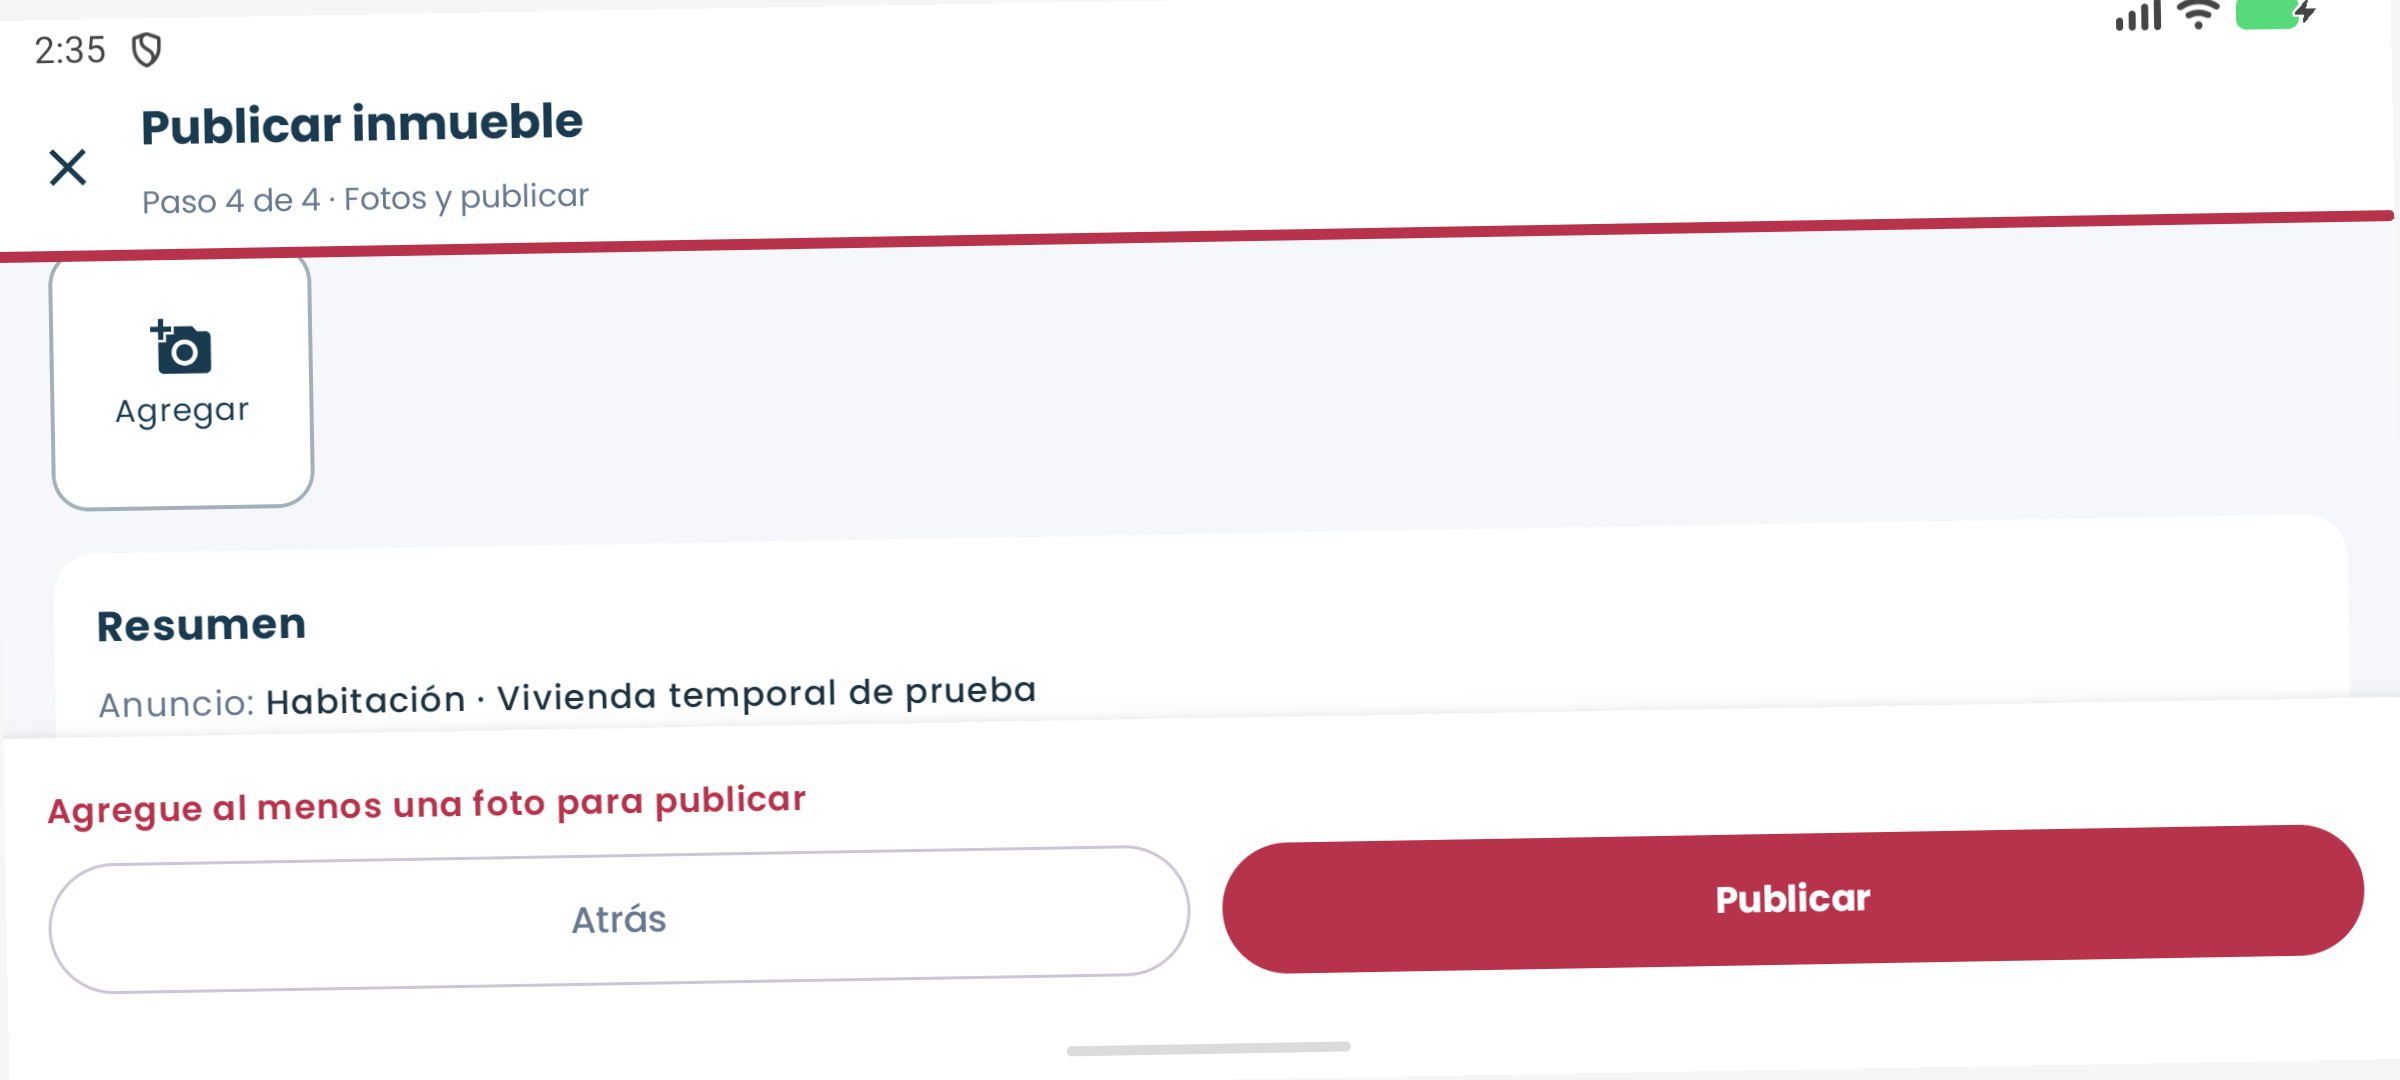 2:35
Publicar inmueble
Paso 4 de 4 · Fotos y publicar
Agregar
Resumen
Anuncio: Habitación · Vivienda temporal de prueba
Agregue al menos una foto para publicar
Atrás
Publicar